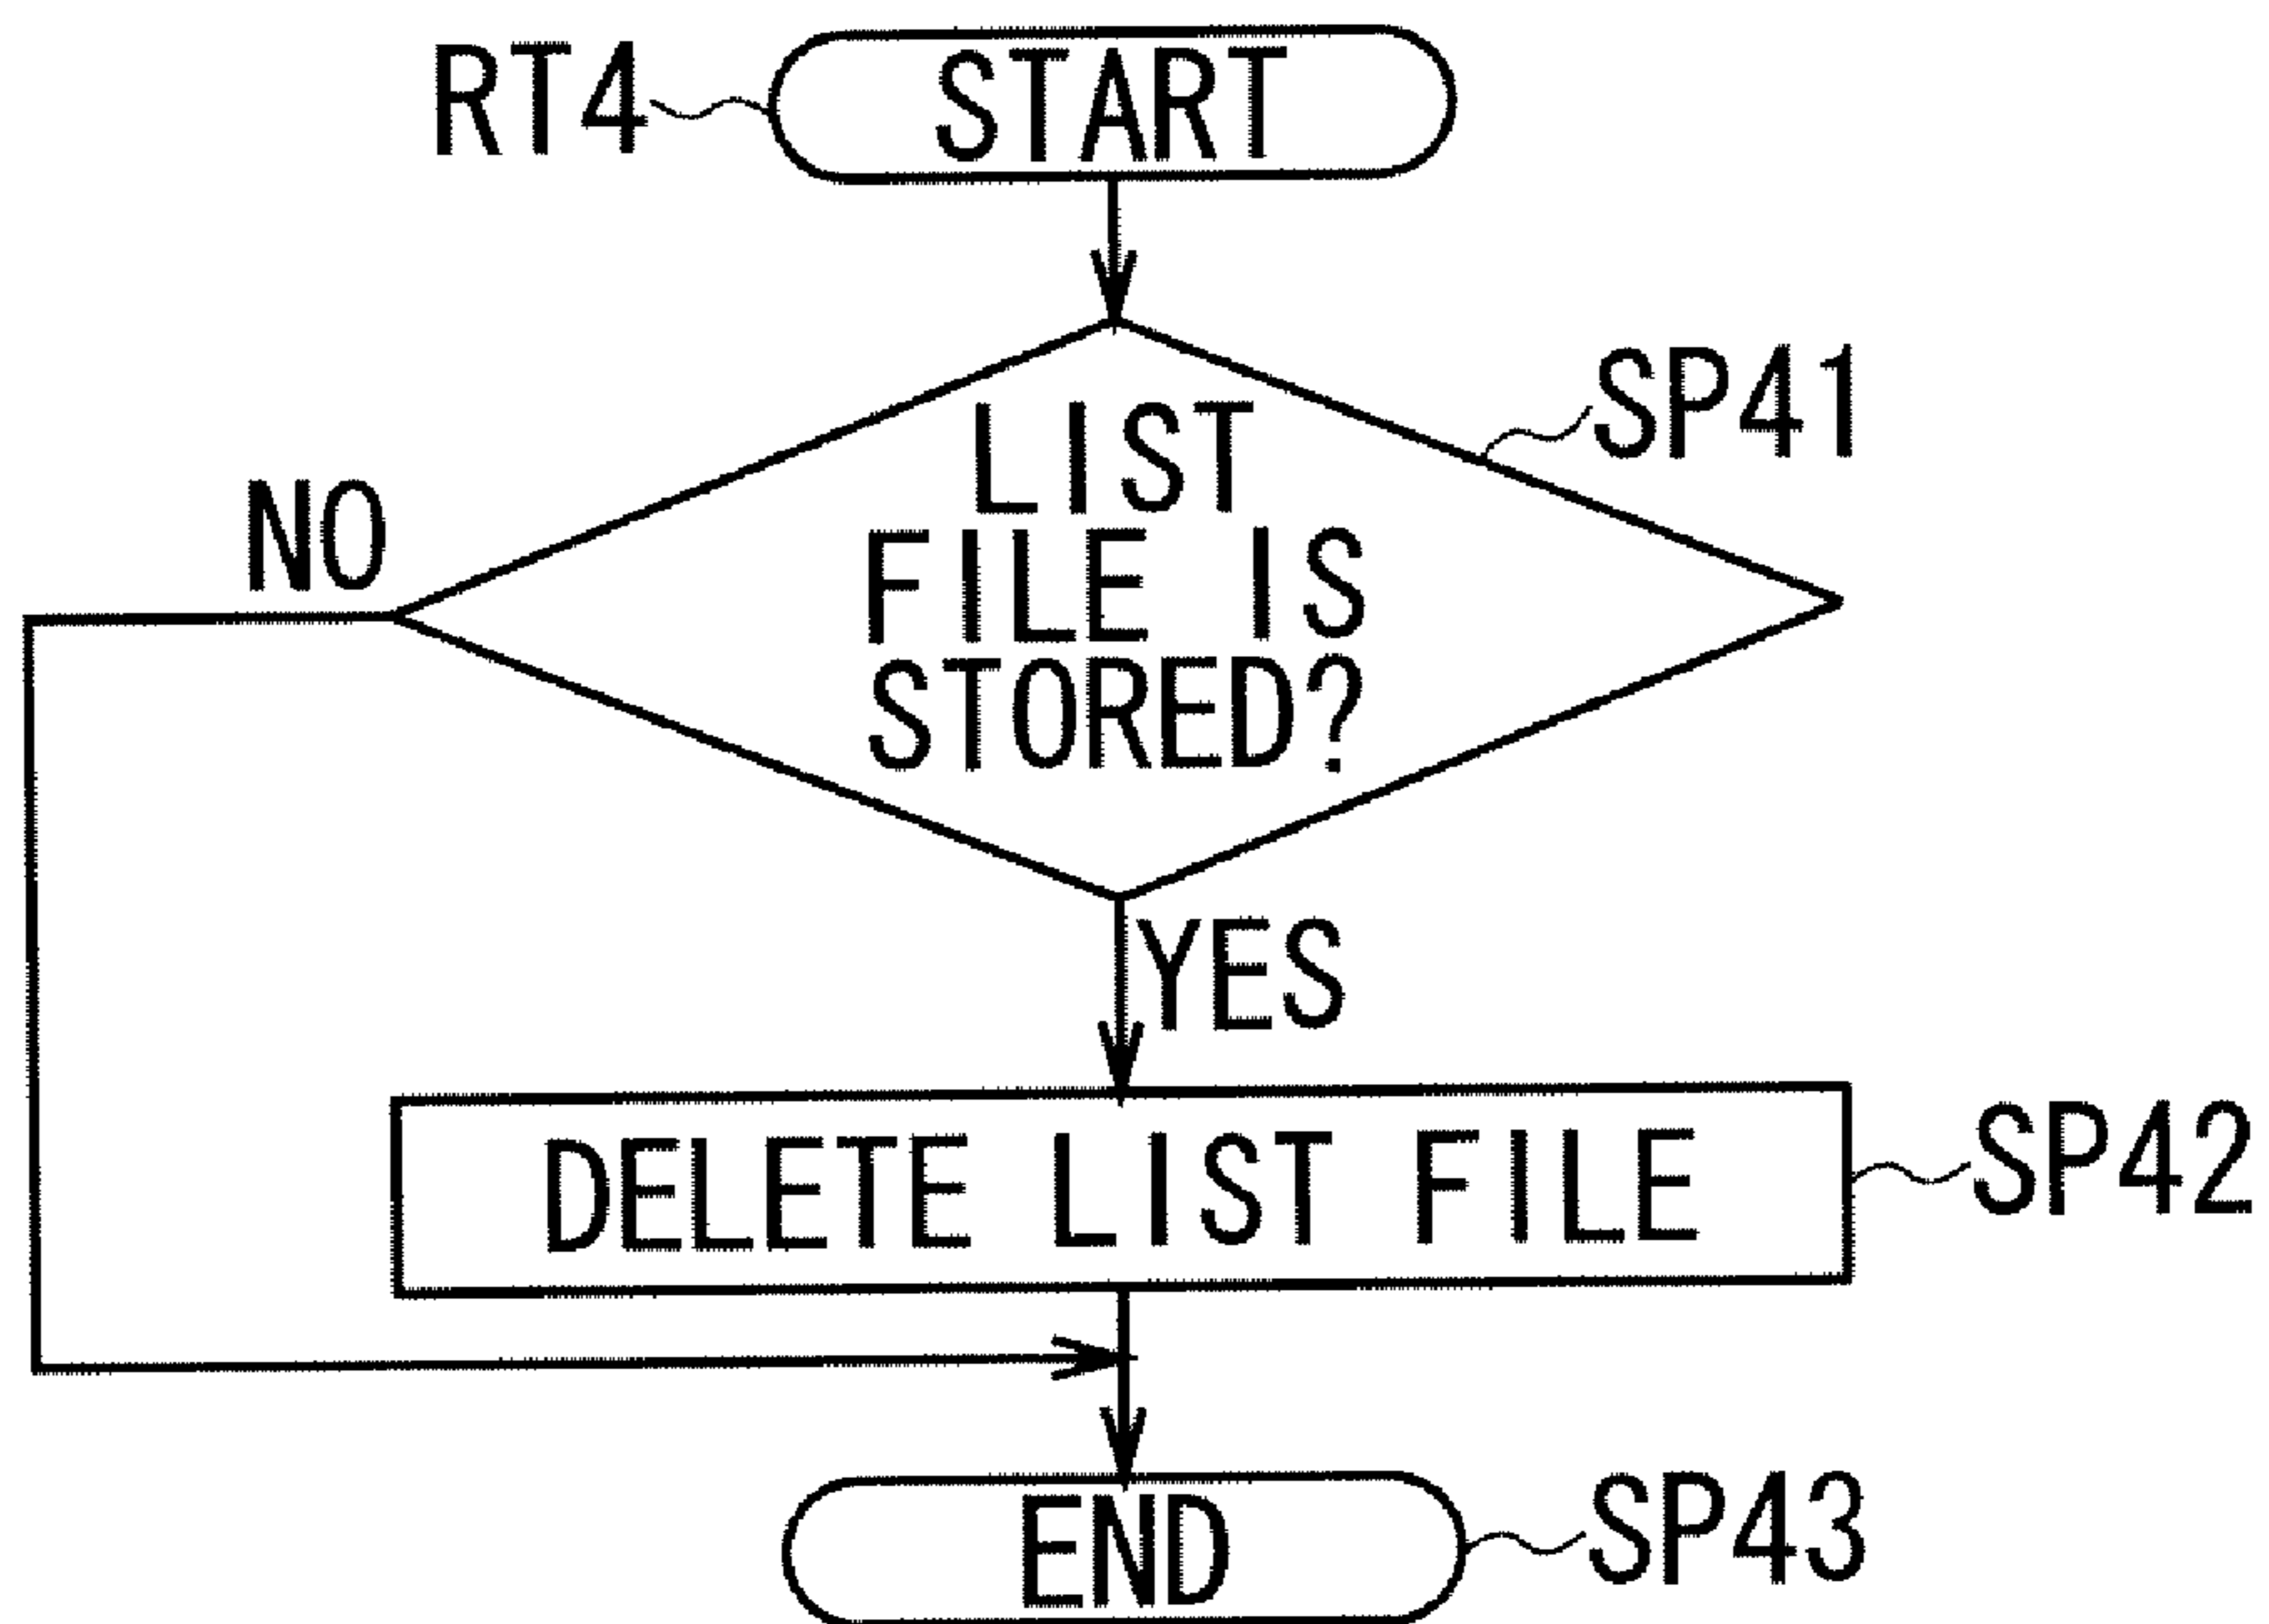 RT4
START
SP41
LIST
FILE IS
STORED?
NO
YES
DELETE LIST FILE
SP42
END
SP43